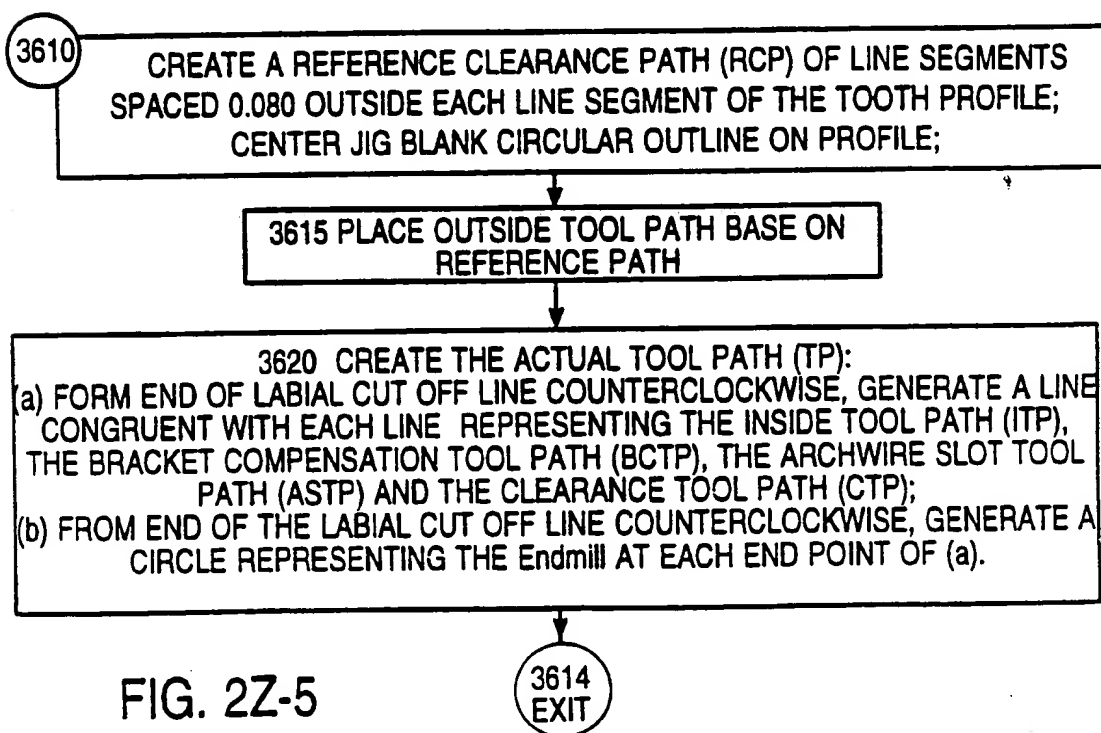 3610
CREATE A REFERENCE CLEARANCE PATH (RCP) OF LINE SEGMENTS
SPACED 0.080 OUTSIDE EACH LINE SEGMENT OF THE TOOTH PROFILE;
CENTER JIG BLANK CIRCULAR OUTLINE ON PROFILE;
3615 PLACE OUTSIDE TOOL PATH BASE ON
REFERENCE PATH
3620 CREATE THE ACTUAL TOOL PATH (TP):
(a) FORM END OF LABIAL CUT OFF LINE COUNTERCLOCKWISE, GENERATE A LINE
CONGRUENT WITH EACH LINE REPRESENTING THE INSIDE TOOL PATH (ITP),
THE BRACKET COMPENSATION TOOL PATH (BCTP), THE ARCHWIRE SLOT TOOL
PATH (ASTP) AND THE CLEARANCE TOOL PATH (CTP);
(b) FROM END OF THE LABIAL CUT OFF LINE COUNTERCLOCKWISE, GENERATE A
CIRCLE REPRESENTING THE Endmill AT EACH END POINT OF (a).
3614
EXIT
FIG. 2Z-5